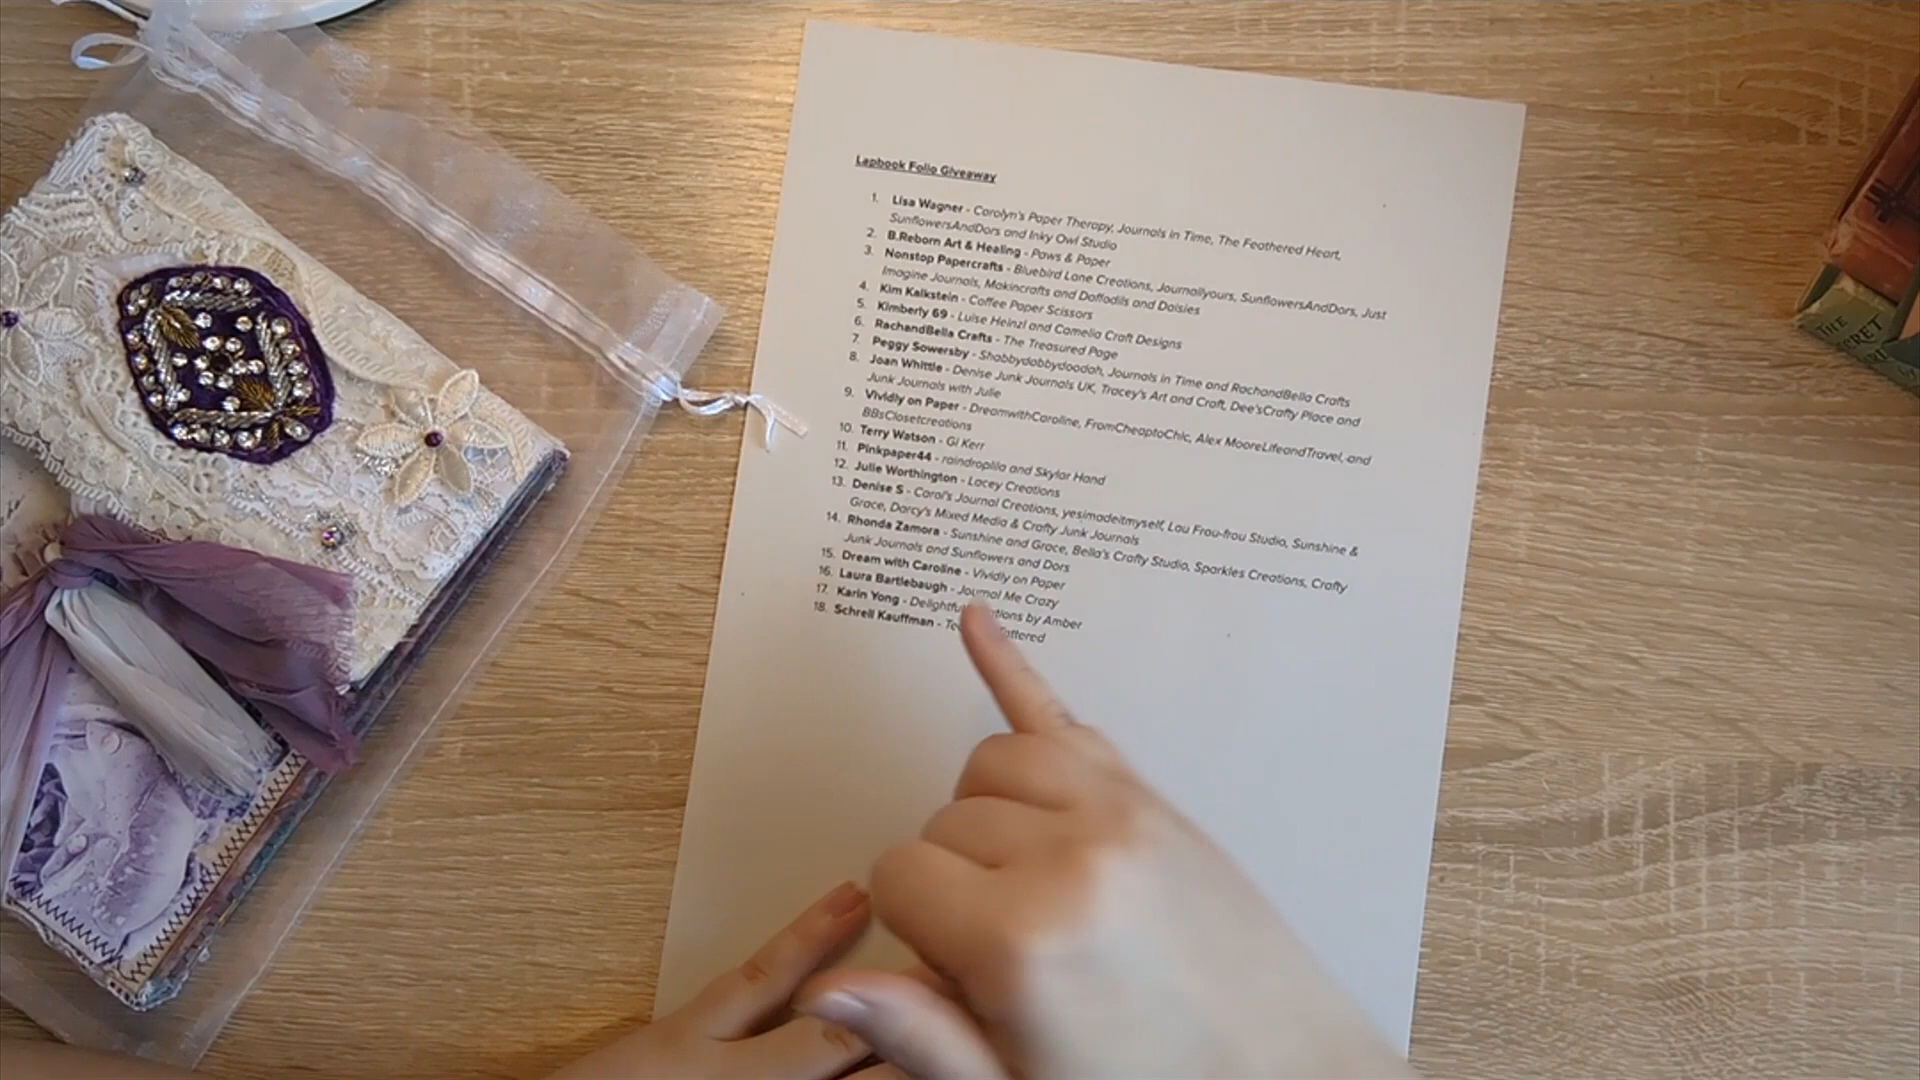 Lapbook Folio Giveaway
1. Lisa Wagner - Carolyn's Paper Therapy, Journals in Time, The Feathered Heart,
SunflowersAndDors and Inky Owl Studio
2. B.Reborn Art & Healing - Paws & Paper
3. Nonstop Papercrafts - Bluebird Lane Creations, Journallyours, SunflowersAndDors, Just
Imagine Journals, Makincrafts and Daffodils and Daisies
4. Kim Kalkstein - Coffee Paper Scissors
5. Kimberly 69 - Luise Heinzl and Camelia Craft Designs
6. RachandBella Crafts - The Treasured Page
7. Peggy Sowersby - Shabbydabbydoodah, Journals in Time and RachandBella Crafts
8. Joan Whittle - Denise Junk Journals UK, Tracey's Art and Craft, Dee'sCrafty Place and
Junk Journals with Julie
9. Vividly on Paper - DreamwithCaroline, FromCheaptoChic, Alex MooreLifeandTravel, and
BBsClosetcreations
10. Terry Watson - Gi Kerr
11. Pinkpaper44 - raindroplila and Skylar Hand
12. Julie Worthington - Lacey Creations
13. Denise S - Carol's Journal Creations, yesimadeitmyself, Lau Frau-frou Studio, Sunshine &
Grace, Darcy's Mixed Media & Crafty Junk Journals
14. Rhonda Zamora - Sunshine and Grace, Bella's Crafty Studio, Sparkles Creations, Crafty
Junk Journals and Sunflowers and Dors
15. Dream with Caroline - Vividly on Paper
16. Laura Bartlebaugh - Journal Me Crazy
17. Karin Yong - by Amber
18. Schrell Kauffman -
THE